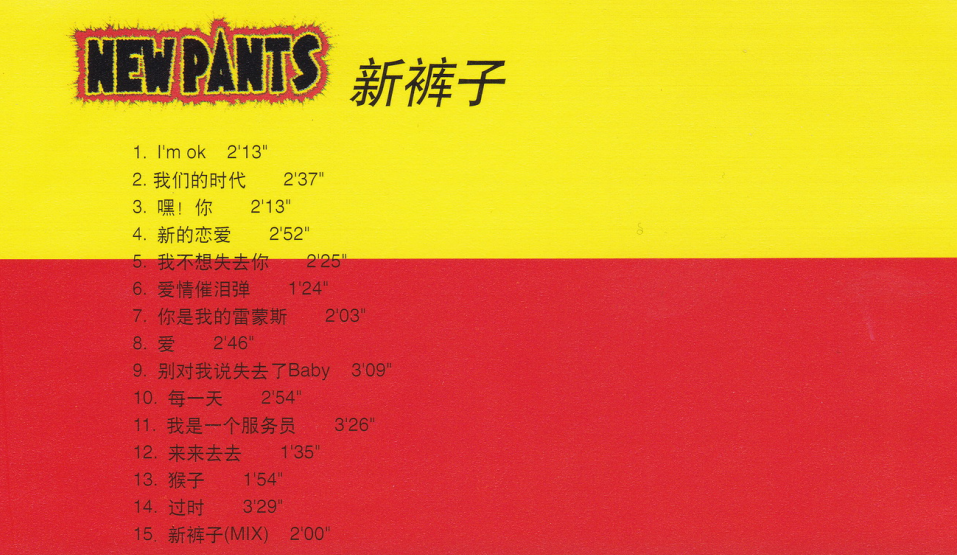 NEW PANTS 新裤子
1. I'm ok 2'13"
2. 我们的时代 2'37"
3. 嘿！你 2'13"
4. 新的恋爱 2'52"
5. 我不想失去你 2'25"
6. 爱情催泪弹 1'24"
7. 你是我的雷蒙斯 2'03"
8. 爱 2'46"
9. 别对我说失去了Baby 3'09"
10. 每一天 2'54"
11. 我是一个服务员 3'26"
12. 来来去去 1'35"
13. 猴子 1'54"
14. 过时 3'29"
15. 新裤子(MIX) 2'00"